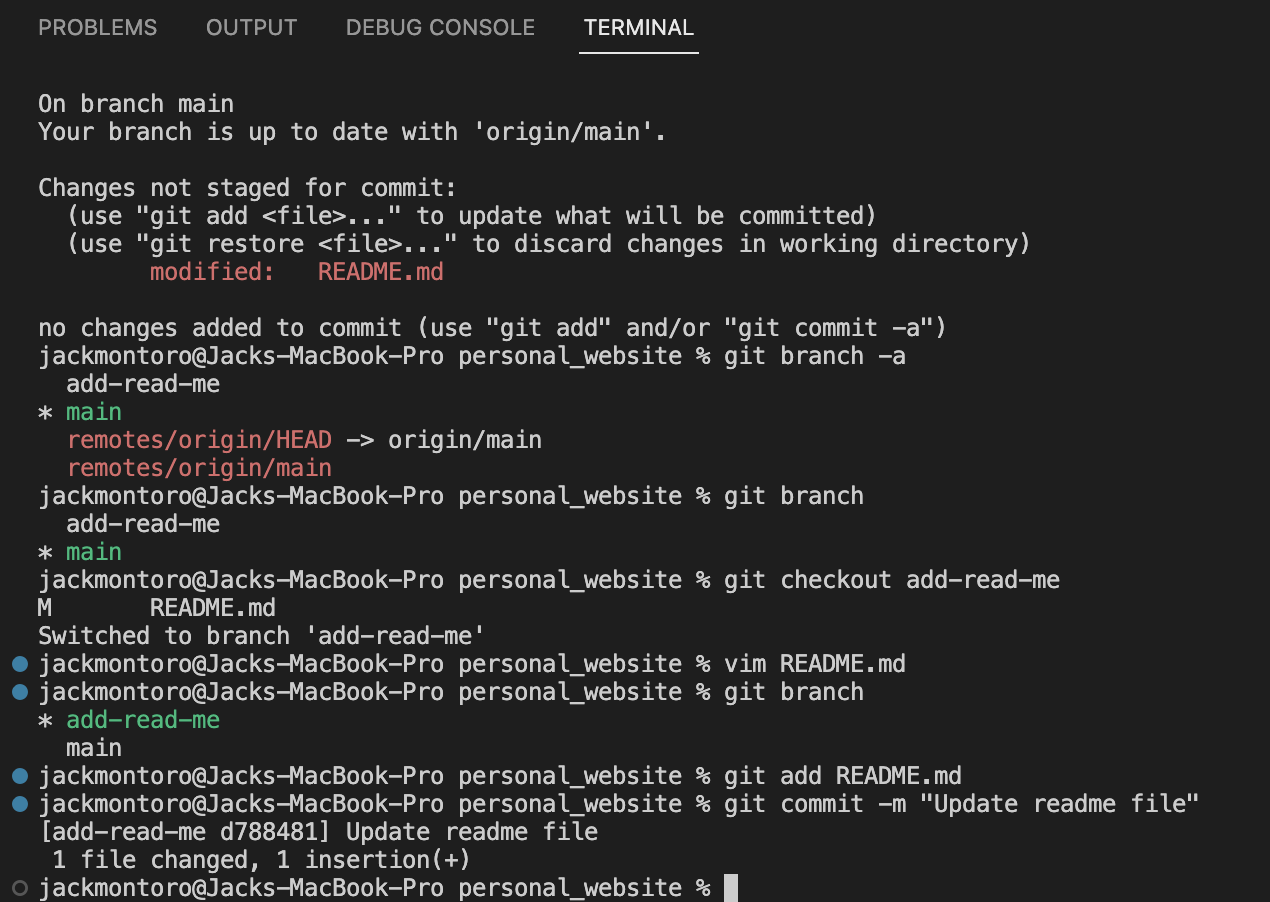 PROBLEMS OUTPUT DEBUG CONSOLE TERMINAL
On branch main
Your branch is up to date with 'origin/main'.
Changes not staged for commit:
  (use "git add <file>..." to update what will be committed)
  (use "git restore <file>..." to discard changes in working directory)
        modified:   README.md
no changes added to commit (use "git add" and/or "git commit -a")
jackmontoro@Jacks-MacBook-Pro personal_website % git branch -a
  add-read-me
* main
  remotes/origin/HEAD -> origin/main
  remotes/origin/main
jackmontoro@Jacks-MacBook-Pro personal_website % git branch
  add-read-me
* main
jackmontoro@Jacks-MacBook-Pro personal_website % git checkout add-read-me
M       README.md
Switched to branch 'add-read-me'
jackmontoro@Jacks-MacBook-Pro personal_website % vim README.md
jackmontoro@Jacks-MacBook-Pro personal_website % git branch
* add-read-me
  main
jackmontoro@Jacks-MacBook-Pro personal_website % git add README.md
jackmontoro@Jacks-MacBook-Pro personal_website % git commit -m "Update readme file"
[add-read-me d788481] Update readme file
 1 file changed, 1 insertion(+)
jackmontoro@Jacks-MacBook-Pro personal_website %